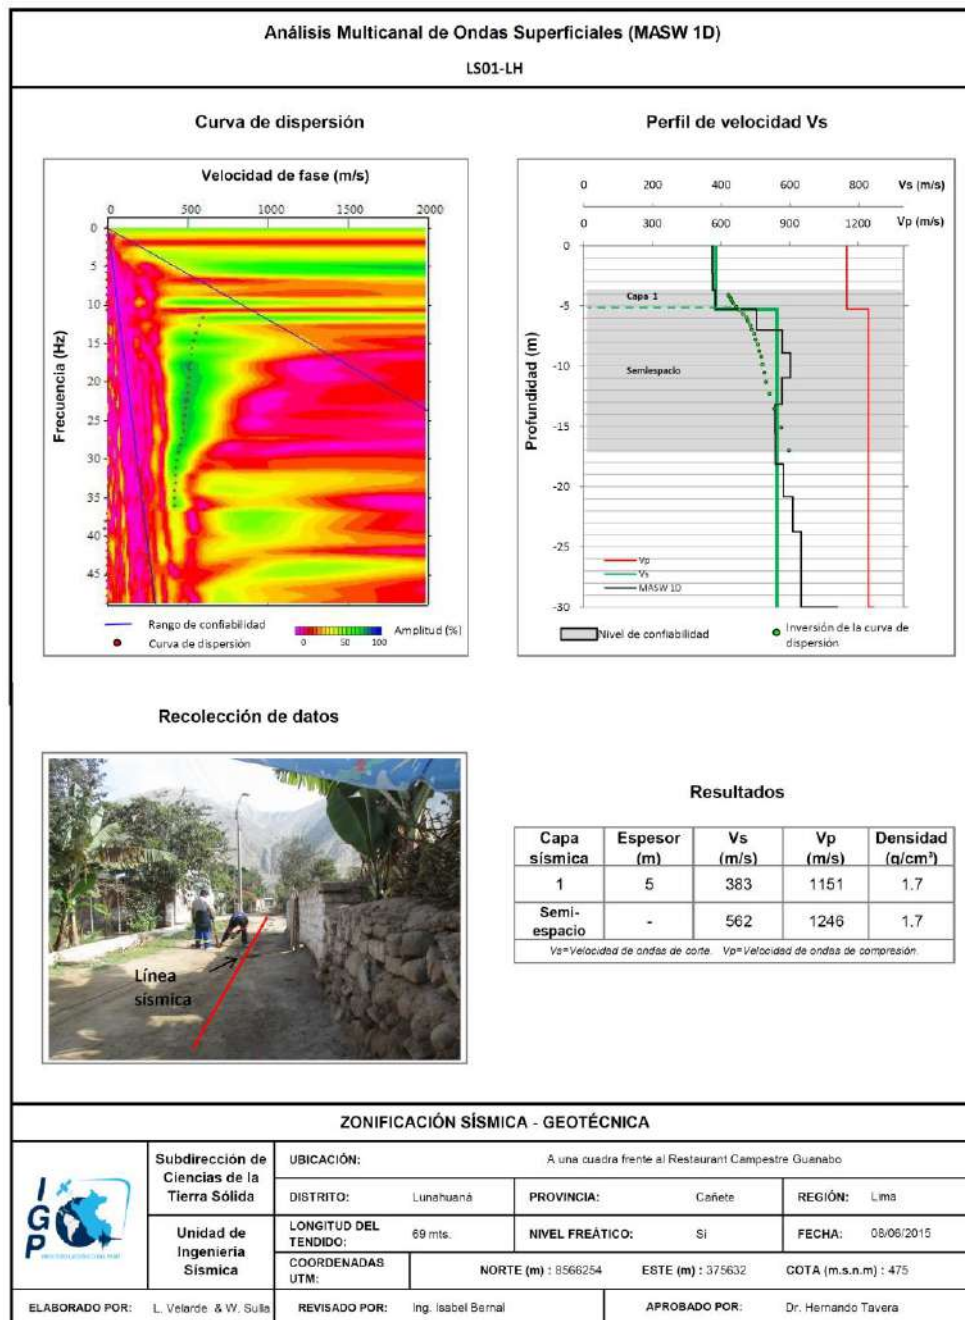 Análisis Multicanal de Ondas Superficiales (MASW 1D)
LS01-LH
Curva de dispersión
Perfil de velocidad Vs
Velocidad de fase (m/s)
0 500 1000 1500 2000
0
5
10
15
20
25
30
35
40
45
Frecuencia (Hz)
Rango de confiabilidad
Curva de dispersión
Amplitud (%)
0 50 100
0 200 400 600 800 Vs (m/s)
0 300 600 900 1200 Vp (m/s)
0
-5
-10
-15
-20
-25
-30
Profundidad (m)
Capa 1
Semiespacio
Vp
Vs
MASW 1D
Nivel de confiabilidad
Inversión de la curva de
dispersión
Recolección de datos
Línea
sísmica
Resultados
Capa sísmica Espesor (m) Vs (m/s) Vp (m/s) Densidad (g/cm³)
1 5 383 1151 1.7
Semi-espacio - 562 1246 1.7
Vs=Velocidad de ondas de corte. Vp=Velocidad de ondas de compresión.
ZONIFICACIÓN SÍSMICA - GEOTÉCNICA
IGP
Subdirección de
Ciencias de la
Tierra Sólida
Unidad de
Ingeniería
Sísmica
UBICACIÓN: A una cuadra frente al Restaurant Campestre Guanabo
DISTRITO: Lunahuaná PROVINCIA: Cañete REGIÓN: Lima
LONGITUD DEL TENDIDO: 69 mts. NIVEL FREÁTICO: Si FECHA: 08/06/2015
COORDENADAS UTM: NORTE (m) : 8566254 ESTE (m) : 375632 COTA (m.s.n.m) : 475
ELABORADO POR: L. Velarde & W. Sulla REVISADO POR: Ing. Isabel Bernal APROBADO POR: Dr. Hernando Tavera